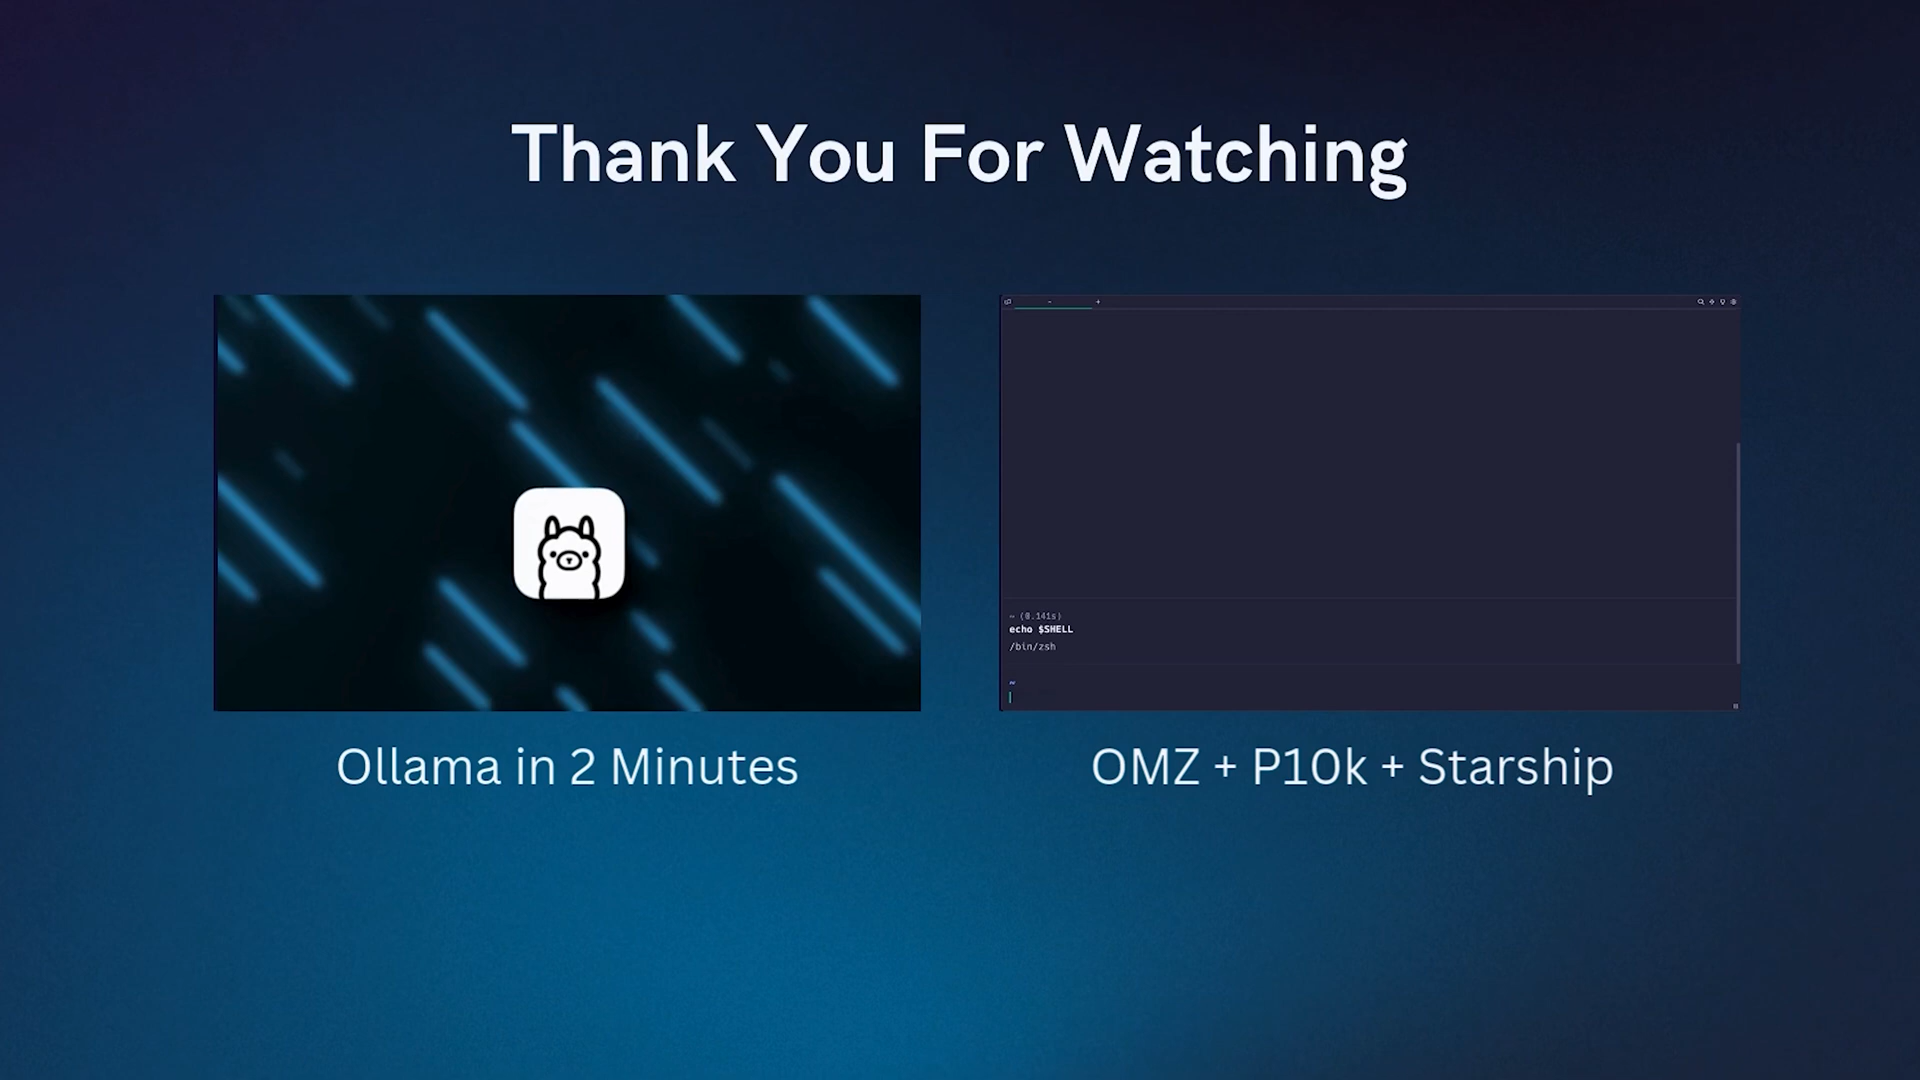 Thank You For Watching
~ (0.141s)
echo $SHELL
/bin/zsh
~
Ollama in 2 Minutes
OMZ + P10k + Starship